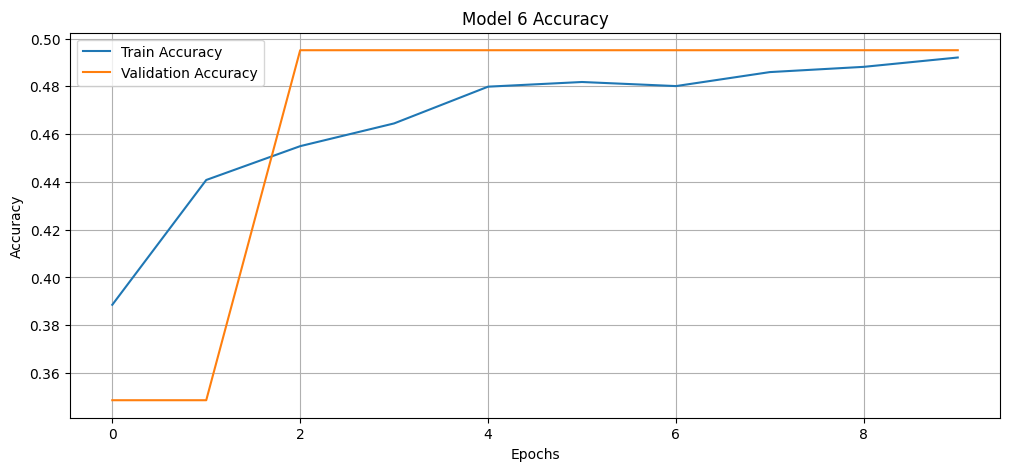 Model 6 Accuracy
Train Accuracy
Validation Accuracy
0.50
0.48
0.46
0.44
0.42
0.40
0.38
0.36
Accuracy
0 2 4 6 8
Epochs